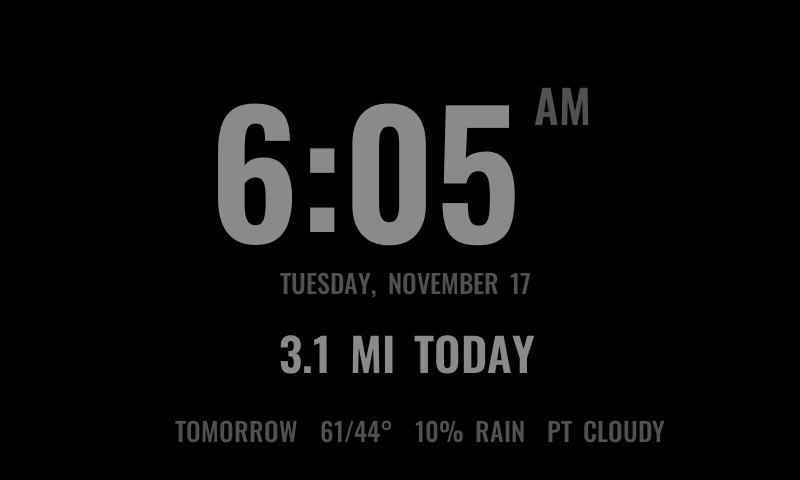 6:05 AM
TUESDAY, NOVEMBER 17
3.1 MI TODAY
TOMORROW 61/44° 10% RAIN PT CLOUDY